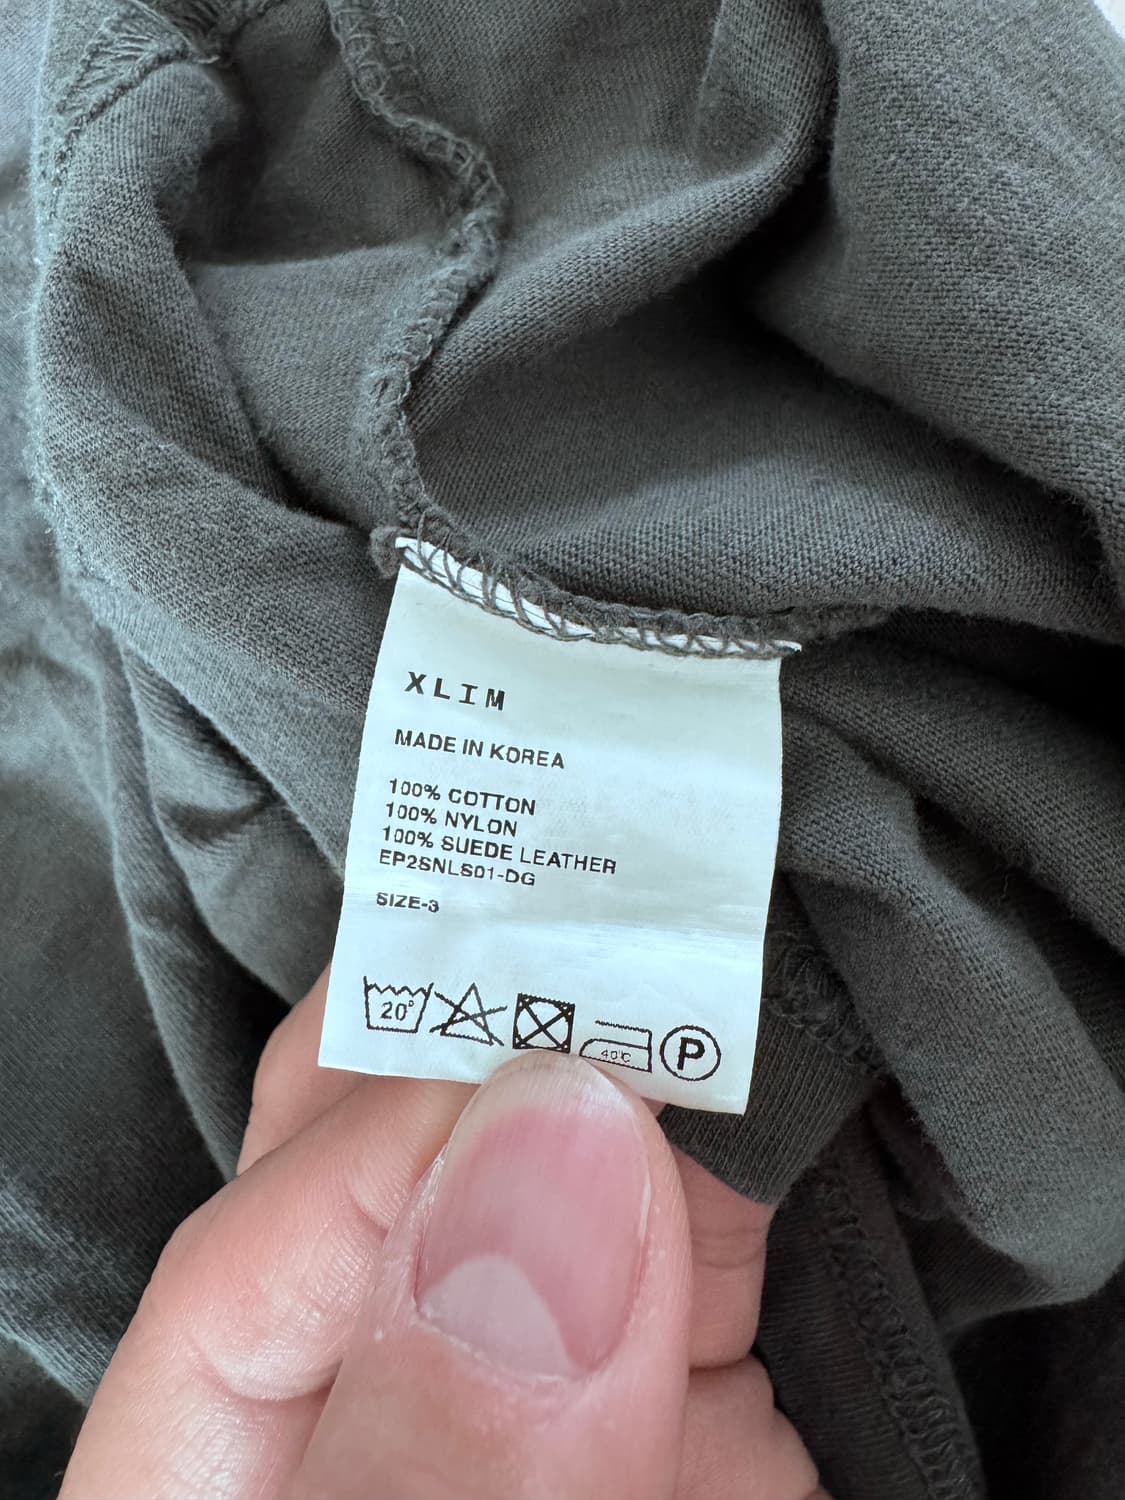 XLIM
MADE IN KOREA
100% COTTON
100% NYLON
100% SUEDE LEATHER
EP2SNLS01-DG
SIZE-3
20°
40℃
P